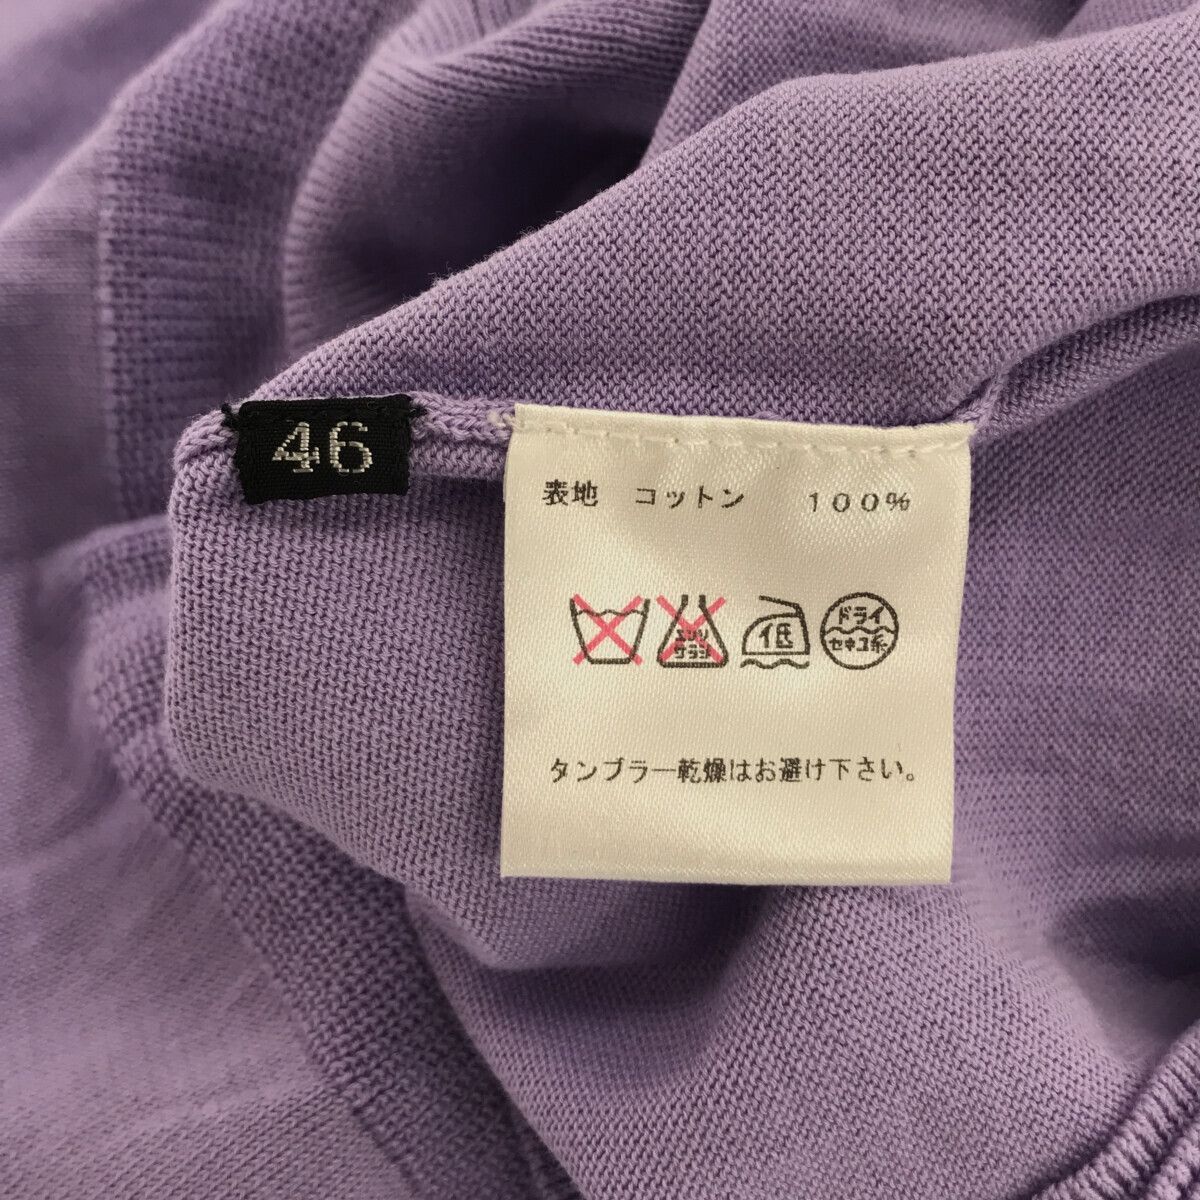 46
表地 コットン 100%
エンソ
サラシ
低
ドライ
セキユ系
タンブラー乾燥はお避け下さい。